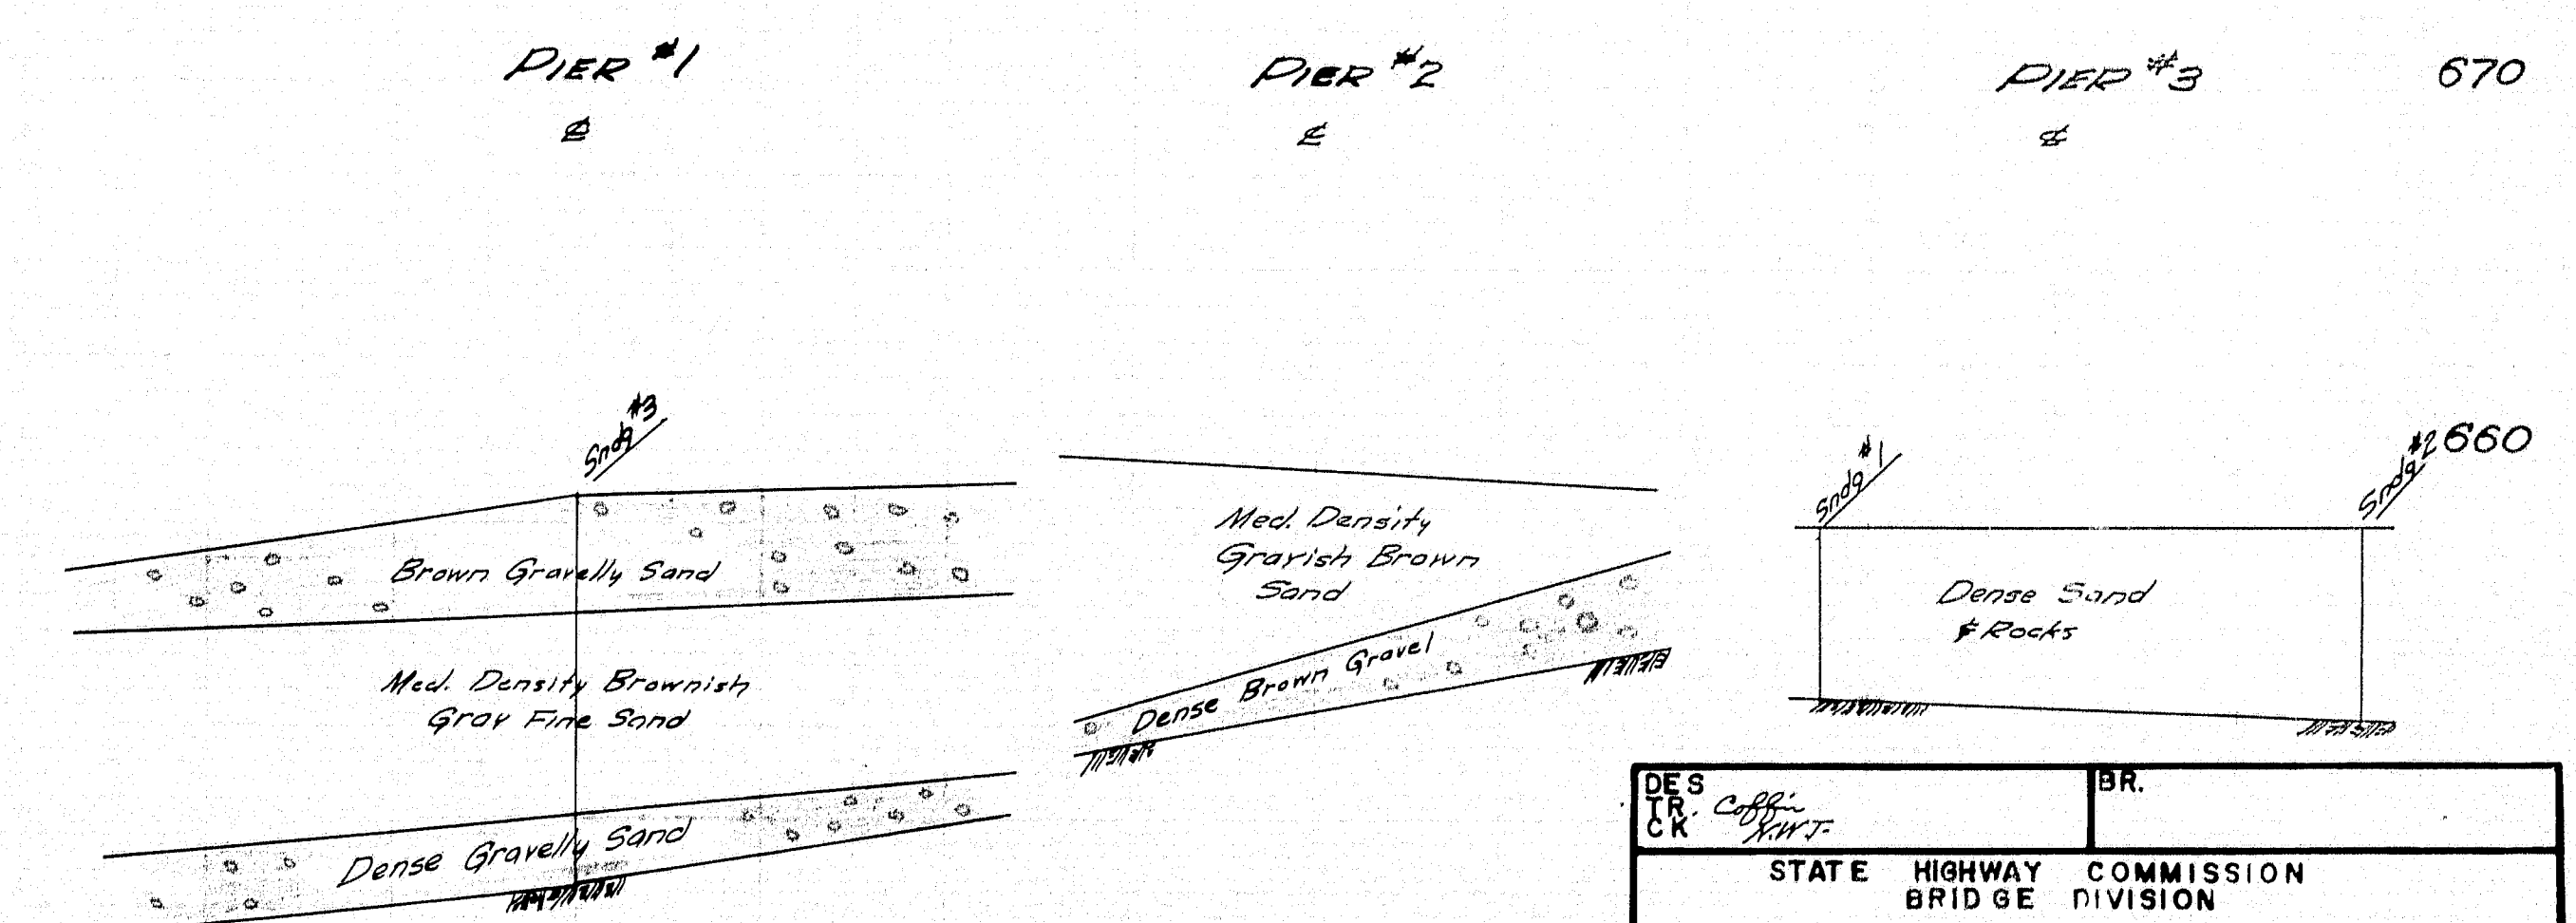 PIER #1
℄
PIER #2
℄
PIER #3
℄
670
Sndg #3
Brown Gravelly Sand
Med. Density Brownish
Gray Fine Sand
Dense Gravelly Sand
Med. Density
Grayish Brown
Sand
Dense Brown Gravel
Sndg #1
Sndg #2
660
Dense Sand
& Rocks
DES
TR. Coffin
CK N.W.J.
BR.
STATE HIGHWAY COMMISSION
BRIDGE DIVISION